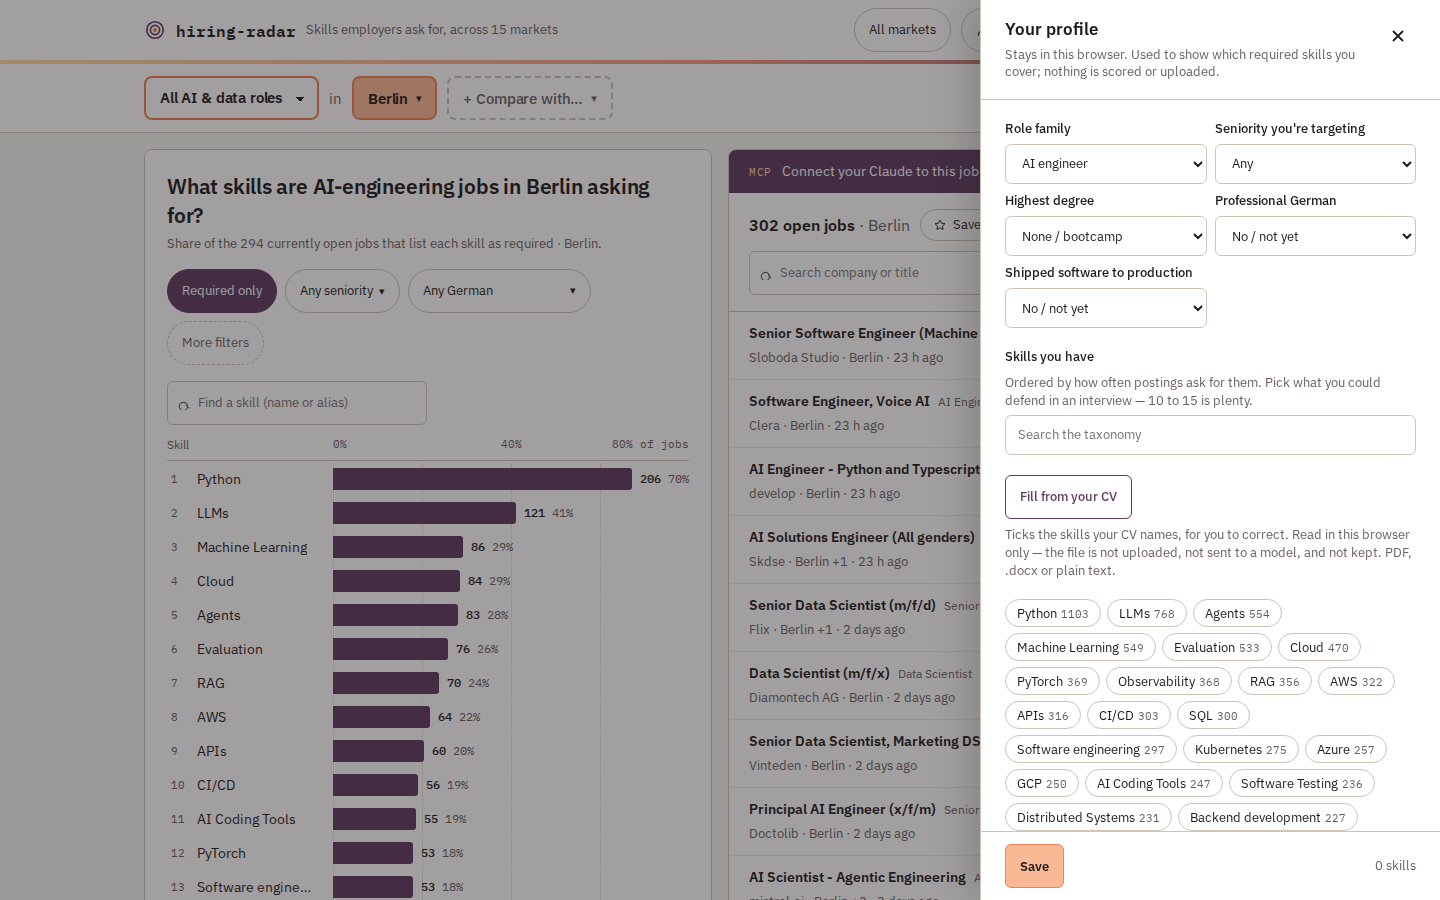 hiring-radar
Skills employers ask for, across 15 markets
All markets
All AI & data roles
in
Berlin
+ Compare with...
What skills are AI-engineering jobs in Berlin asking
for?
Share of the 294 currently open jobs that list each skill as required · Berlin.
Required only
Any seniority
Any German
More filters
Find a skill (name or alias)
Skill
0%
40%
80% of jobs
1 Python 206 70%
2 LLMs 121 41%
3 Machine Learning 86 29%
4 Cloud 84 29%
5 Agents 83 28%
6 Evaluation 76 26%
7 RAG 70 24%
8 AWS 64 22%
9 APIs 60 20%
10 CI/CD 56 19%
11 AI Coding Tools 55 19%
12 PyTorch 53 18%
13 Software engine... 53 18%
MCP Connect your Claude to this job
302 open jobs · Berlin
Save
Search company or title
Senior Software Engineer (Machine
Sloboda Studio · Berlin · 23 h ago
Software Engineer, Voice AI AI Engin
Clera · Berlin · 23 h ago
AI Engineer - Python and Typescript
develop · Berlin · 23 h ago
AI Solutions Engineer (All genders)
Skdse · Berlin +1 · 23 h ago
Senior Data Scientist (m/f/d) Senior
Flix · Berlin +1 · 2 days ago
Data Scientist (m/f/x) Data Scientist
Diamontech AG · Berlin · 2 days ago
Senior Data Scientist, Marketing DS
Vinteden · Berlin · 2 days ago
Principal AI Engineer (x/f/m) Senior
Doctolib · Berlin · 2 days ago
AI Scientist - Agentic Engineering A
Your profile
Stays in this browser. Used to show which required skills you
cover; nothing is scored or uploaded.
Role family
AI engineer
Seniority you're targeting
Any
Highest degree
None / bootcamp
Professional German
No / not yet
Shipped software to production
No / not yet
Skills you have
Ordered by how often postings ask for them. Pick what you could
defend in an interview — 10 to 15 is plenty.
Search the taxonomy
Fill from your CV
Ticks the skills your CV names, for you to correct. Read in this browser
only — the file is not uploaded, not sent to a model, and not kept. PDF,
.docx or plain text.
Python 1103 LLMs 768 Agents 554
Machine Learning 549 Evaluation 533 Cloud 470
PyTorch 369 Observability 368 RAG 356 AWS 322
APIs 316 CI/CD 303 SQL 300
Software engineering 297 Kubernetes 275 Azure 257
GCP 250 AI Coding Tools 247 Software Testing 236
Distributed Systems 231 Backend development 227
Save
0 skills